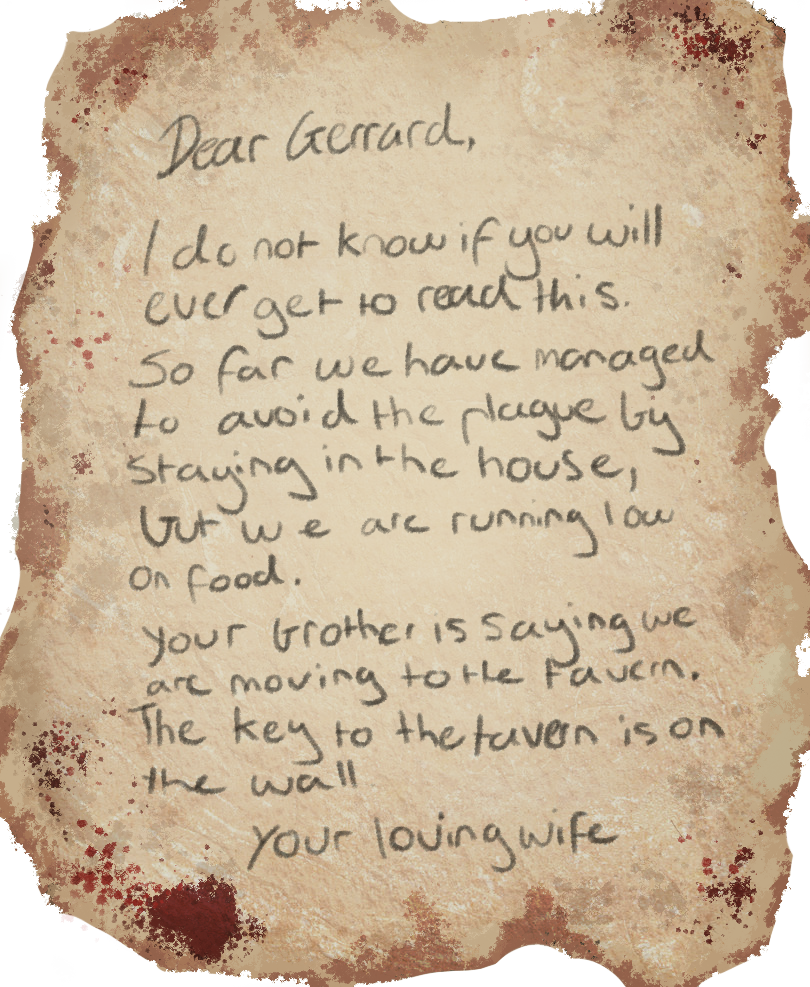 Dear Gerrard,
I do not know if you will
ever get to read this.
So far we have managed
to avoid the plague by
staying in the house,
but we are running low
on food.
your brother is saying we
are moving to the tavern.
The key to the tavern is on
the wall
your loving wife